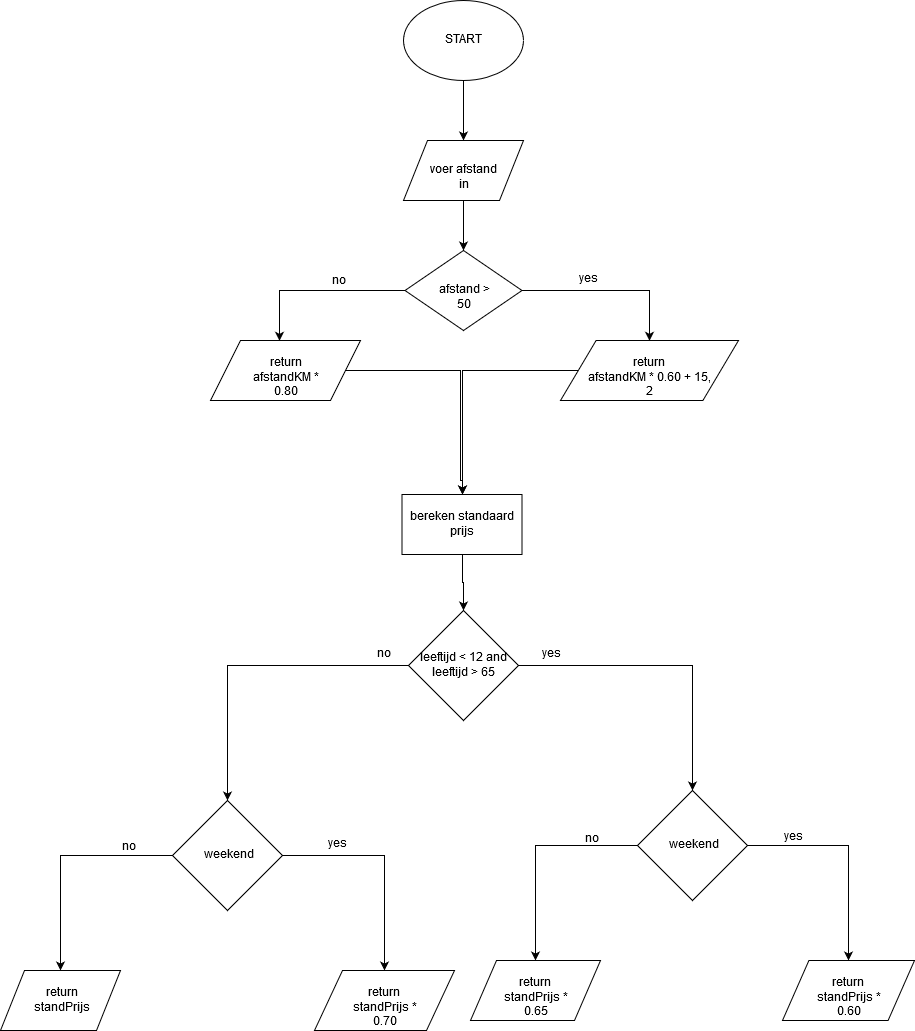 START
voer afstand
in
no
yes
afstand >
50
return
afstandKM *
0.80
return
afstandKM * 0.60 + 15,
2
bereken standaard
prijs
no
yes
leeftijd < 12 and
leeftijd > 65
no
weekend
yes
no
weekend
yes
return
standPrijs
return
standPrijs *
0.70
return
standPrijs *
0.65
return
standPrijs *
0.60